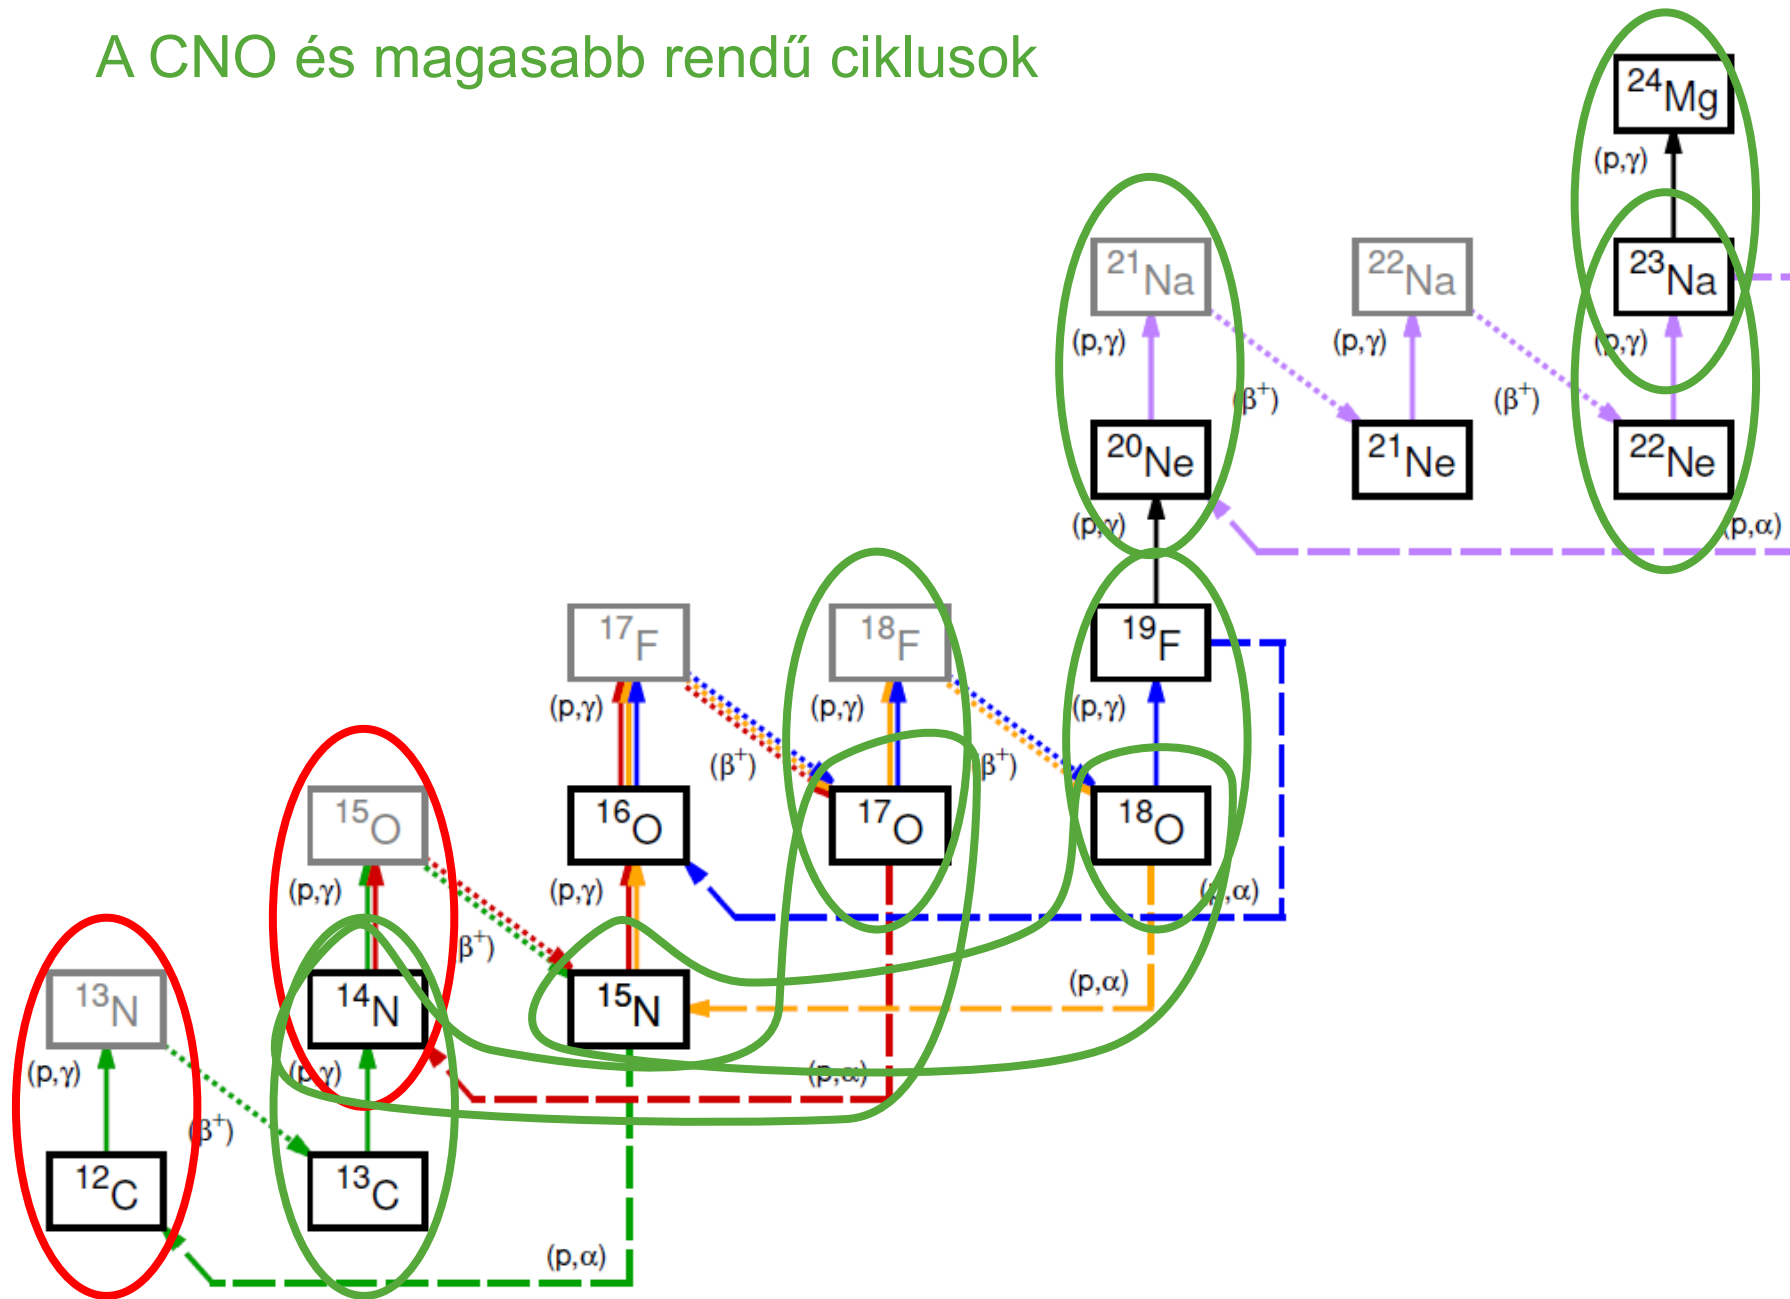 A CNO és magasabb rendű ciklusok
²⁴Mg
(p,γ)
²¹Na ²²Na ²³Na
(p,γ) (p,γ) (p,γ)
(β⁺) (β⁺)
²⁰Ne ²¹Ne ²²Ne
(p,γ) (p,α)
¹⁷F ¹⁸F ¹⁹F
(p,γ) (p,γ) (p,γ)
(β⁺) (β⁺)
¹⁵O ¹⁶O ¹⁷O ¹⁸O
(p,γ) (p,γ) (p,α)
(β⁺)
¹³N ¹⁴N ¹⁵N (p,α)
(p,γ) (p,γ) (p,α)
(β⁺)
¹²C ¹³C
(p,α)